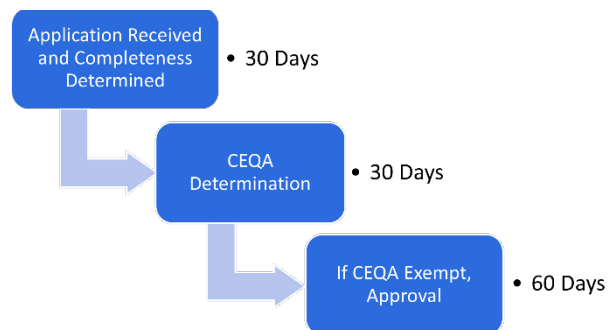 Application Received
and Completeness
Determined
• 30 Days
CEQA
Determination
• 30 Days
If CEQA Exempt,
Approval
• 60 Days